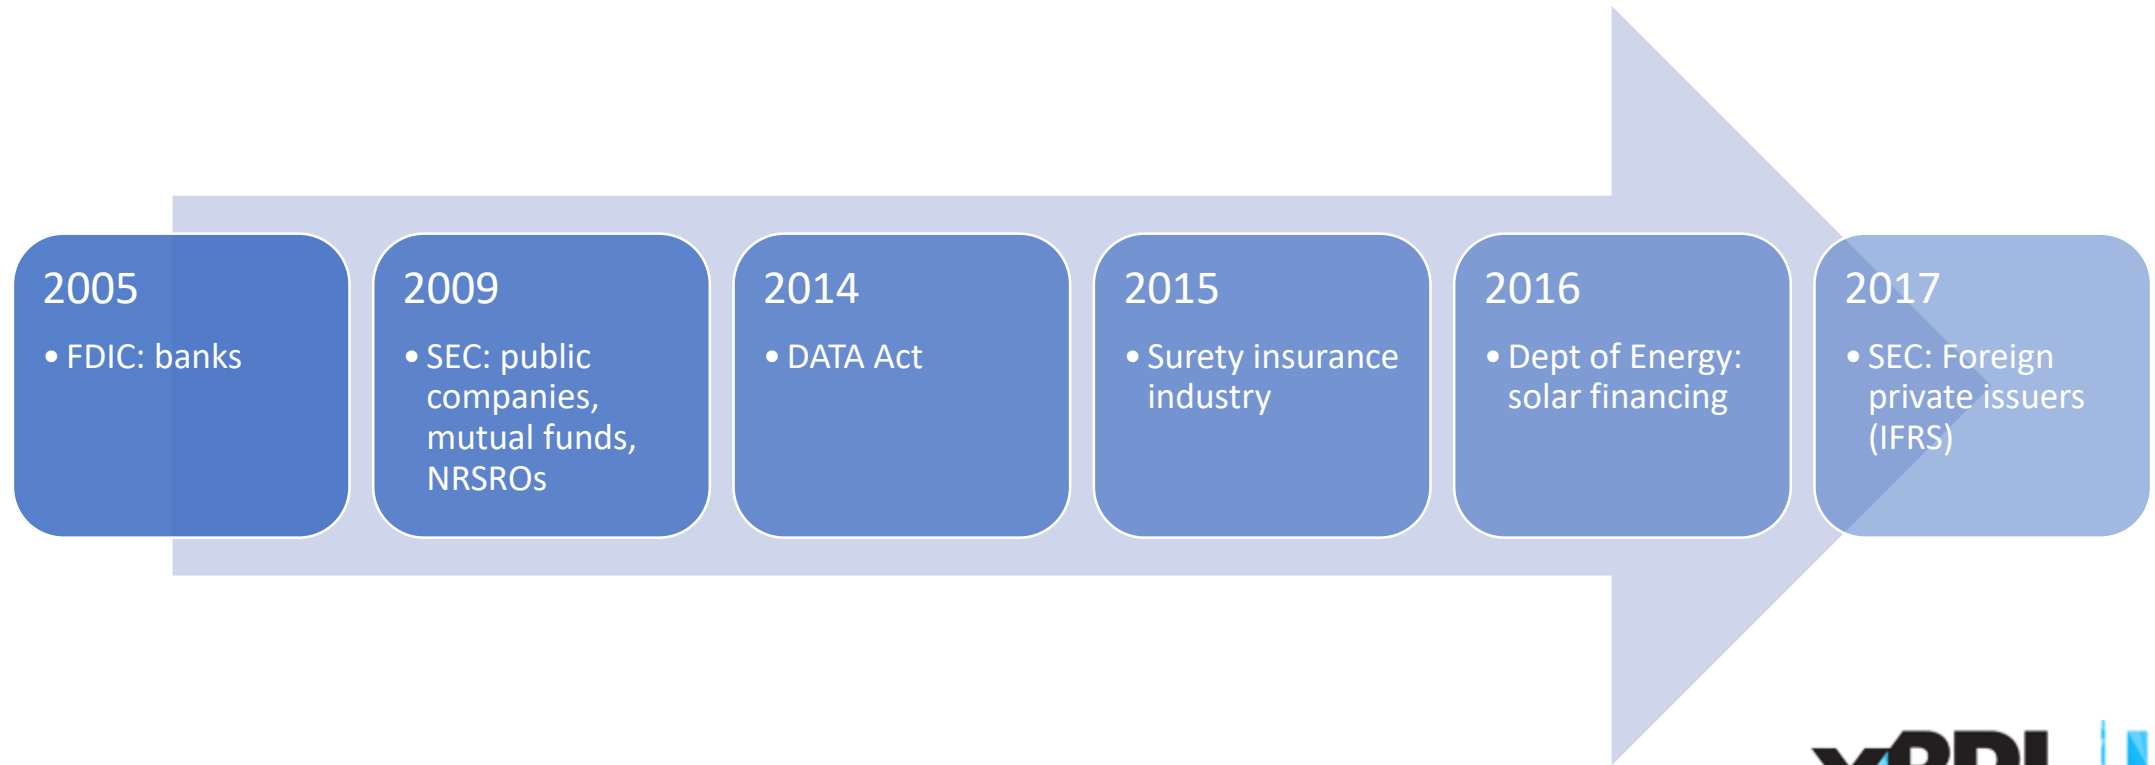 2005
• FDIC: banks
2009
• SEC: public
companies,
mutual funds,
NRSROs
2014
• DATA Act
2015
• Surety insurance
industry
2016
• Dept of Energy:
solar financing
2017
• SEC: Foreign
private issuers
(IFRS)